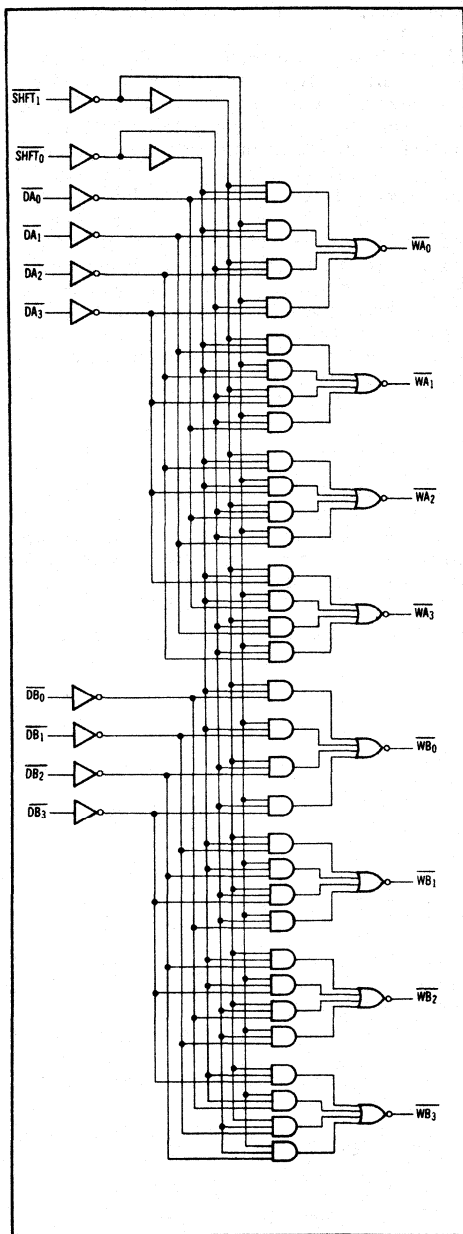 SHFT₁
SHFT₀
DA₀
WA₀
DA₁
DA₂
DA₃
WA₁
WA₂
WA₃
DB₀
DB₁
WB₀
DB₂
DB₃
WB₁
WB₂
WB₃